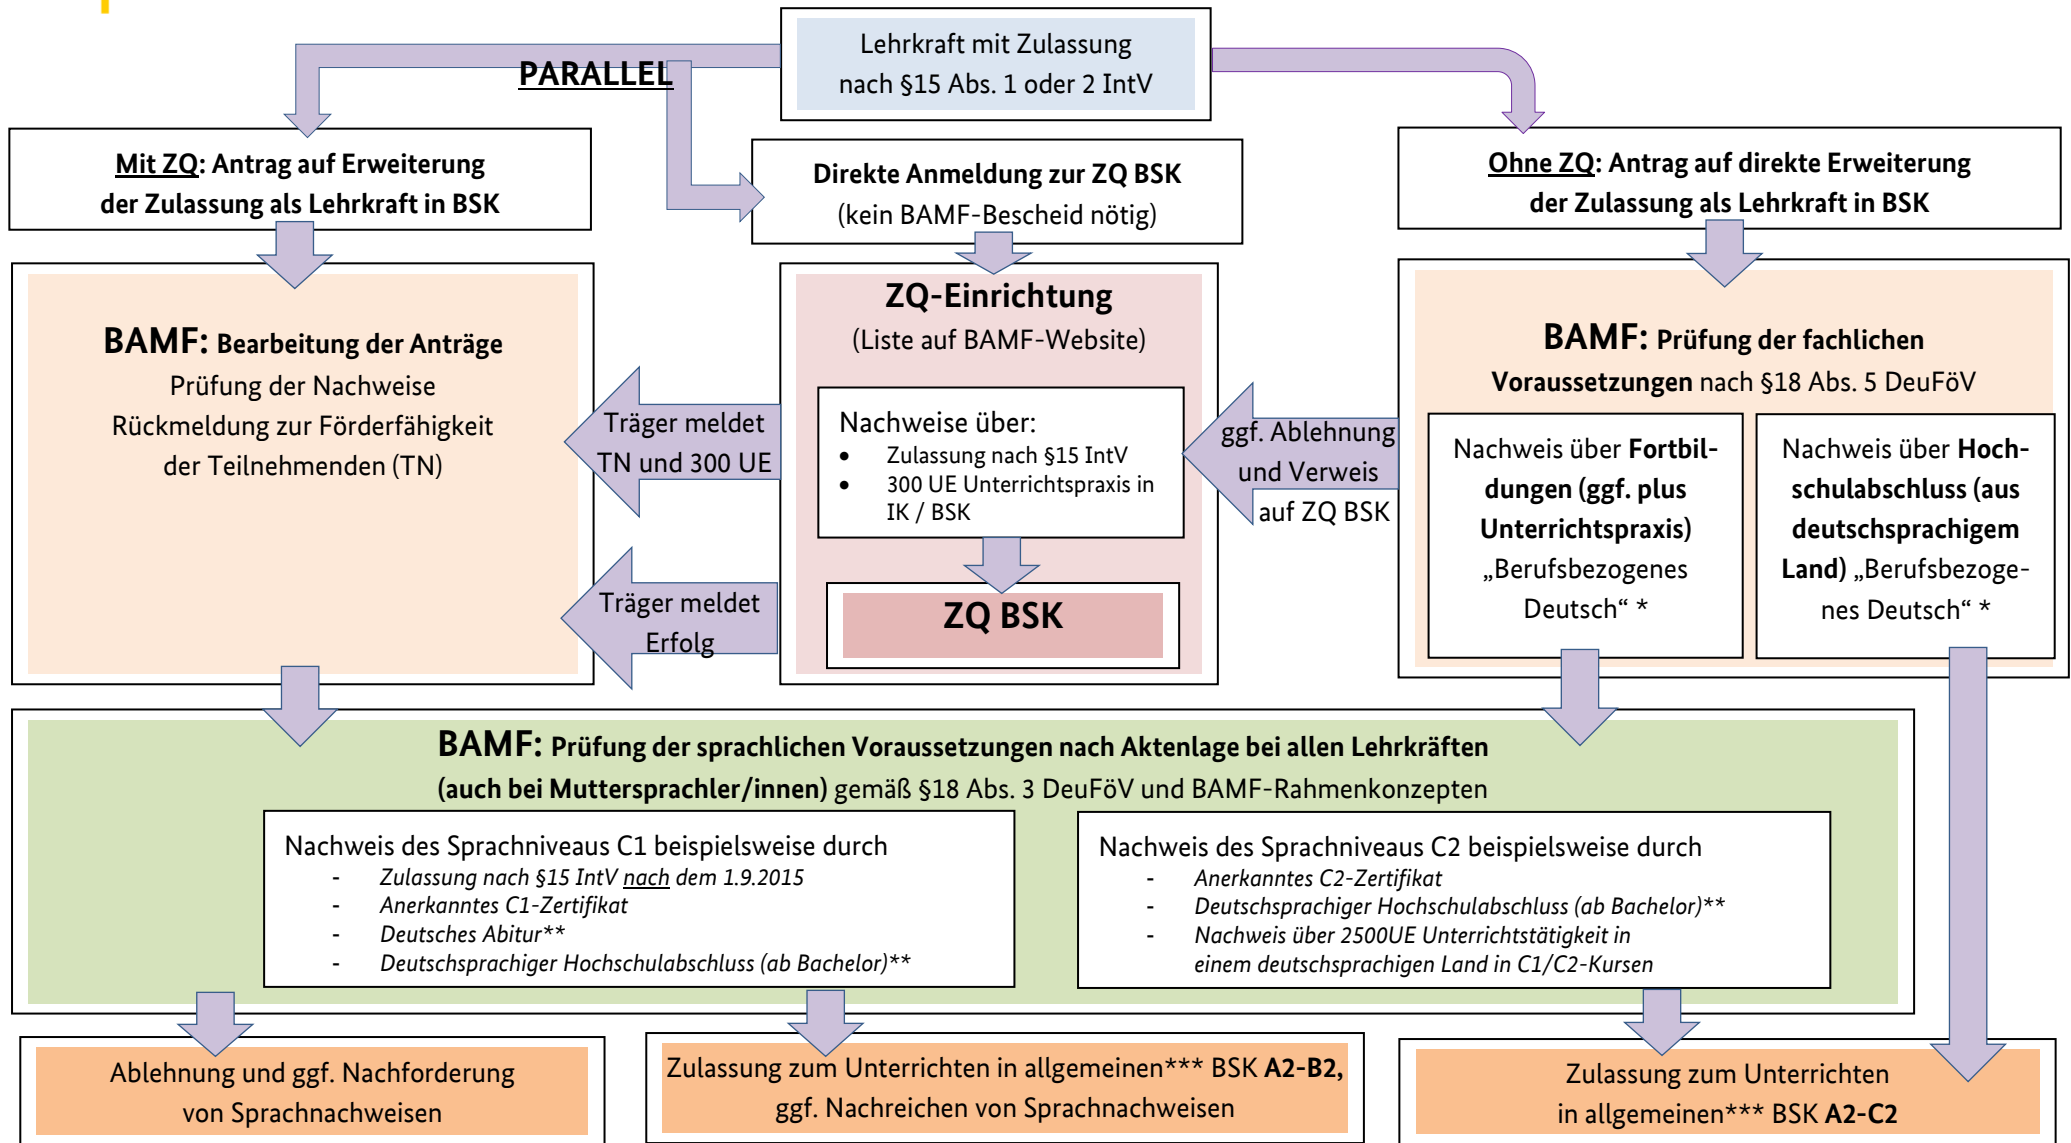 Lehrkraft mit Zulassung
nach §15 Abs. 1 oder 2 IntV
PARALLEL
Mit ZQ: Antrag auf Erweiterung
der Zulassung als Lehrkraft in BSK
Direkte Anmeldung zur ZQ BSK
(kein BAMF-Bescheid nötig)
Ohne ZQ: Antrag auf direkte Erweiterung
der Zulassung als Lehrkraft in BSK
BAMF: Bearbeitung der Anträge
Prüfung der Nachweise
Rückmeldung zur Förderfähigkeit
der Teilnehmenden (TN)
Träger meldet
TN und 300 UE
Träger meldet
Erfolg
ZQ-Einrichtung
(Liste auf BAMF-Website)
Nachweise über:
• Zulassung nach §15 IntV
• 300 UE Unterrichtspraxis in
IK / BSK
ZQ BSK
ggf. Ablehnung
und Verweis
auf ZQ BSK
BAMF: Prüfung der fachlichen
Voraussetzungen nach §18 Abs. 5 DeuFöV
Nachweis über Fortbil-
dungen (ggf. plus
Unterrichtspraxis)
„Berufsbezogenes
Deutsch“ *
Nachweis über Hoch-
schulabschluss (aus
deutschsprachigem
Land) „Berufsbezoge-
nes Deutsch“ *
BAMF: Prüfung der sprachlichen Voraussetzungen nach Aktenlage bei allen Lehrkräften
(auch bei Muttersprachler/innen) gemäß §18 Abs. 3 DeuFöV und BAMF-Rahmenkonzepten
Nachweis des Sprachniveaus C1 beispielsweise durch
- Zulassung nach §15 IntV nach dem 1.9.2015
- Anerkanntes C1-Zertifikat
- Deutsches Abitur**
- Deutschsprachiger Hochschulabschluss (ab Bachelor)**
Nachweis des Sprachniveaus C2 beispielsweise durch
- Anerkanntes C2-Zertifikat
- Deutschsprachiger Hochschulabschluss (ab Bachelor)**
- Nachweis über 2500UE Unterrichtstätigkeit in
einem deutschsprachigen Land in C1/C2-Kursen
Ablehnung und ggf. Nachforderung
von Sprachnachweisen
Zulassung zum Unterrichten in allgemeinen*** BSK A2-B2,
ggf. Nachreichen von Sprachnachweisen
Zulassung zum Unterrichten
in allgemeinen*** BSK A2-C2